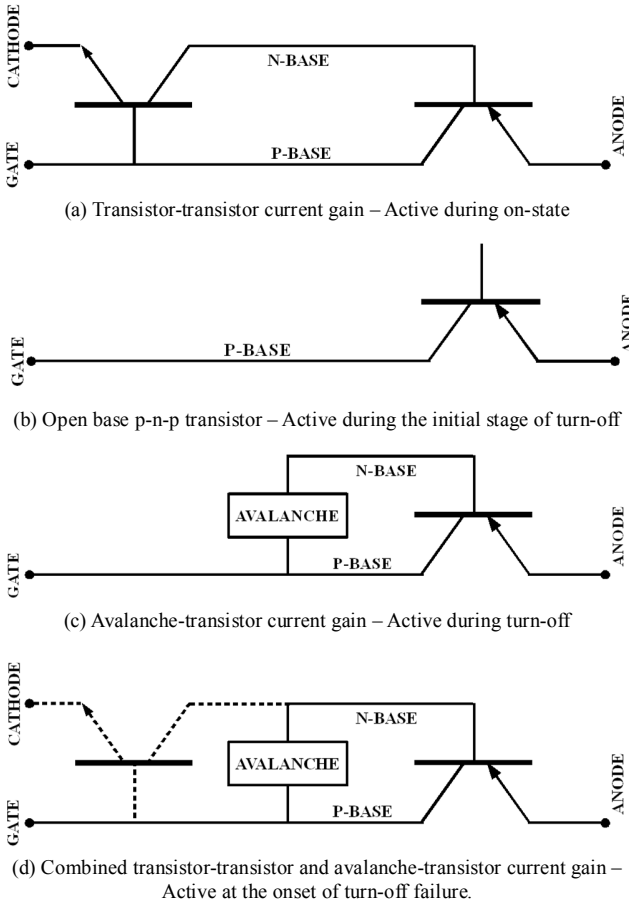 CATHODE
N-BASE
GATE
P-BASE
ANODE
(a) Transistor-transistor current gain – Active during on-state
GATE
P-BASE
ANODE
(b) Open base p-n-p transistor – Active during the initial stage of turn-off
N-BASE
AVALANCHE
GATE
P-BASE
ANODE
(c) Avalanche-transistor current gain – Active during turn-off
CATHODE
N-BASE
AVALANCHE
GATE
P-BASE
ANODE
(d) Combined transistor-transistor and avalanche-transistor current gain –
Active at the onset of turn-off failure.